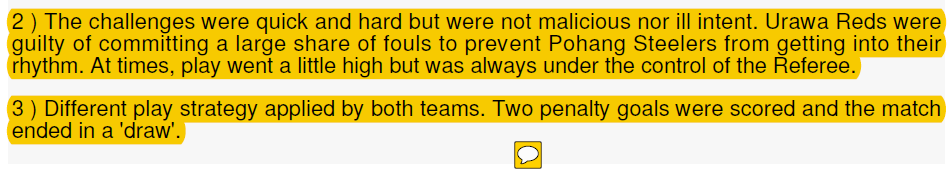 2 ) The challenges were quick and hard but were not malicious nor ill intent. Urawa Reds were
guilty of committing a large share of fouls to prevent Pohang Steelers from getting into their
rhythm. At times, play went a little high but was always under the control of the Referee.
3 ) Different play strategy applied by both teams. Two penalty goals were scored and the match
ended in a 'draw'.